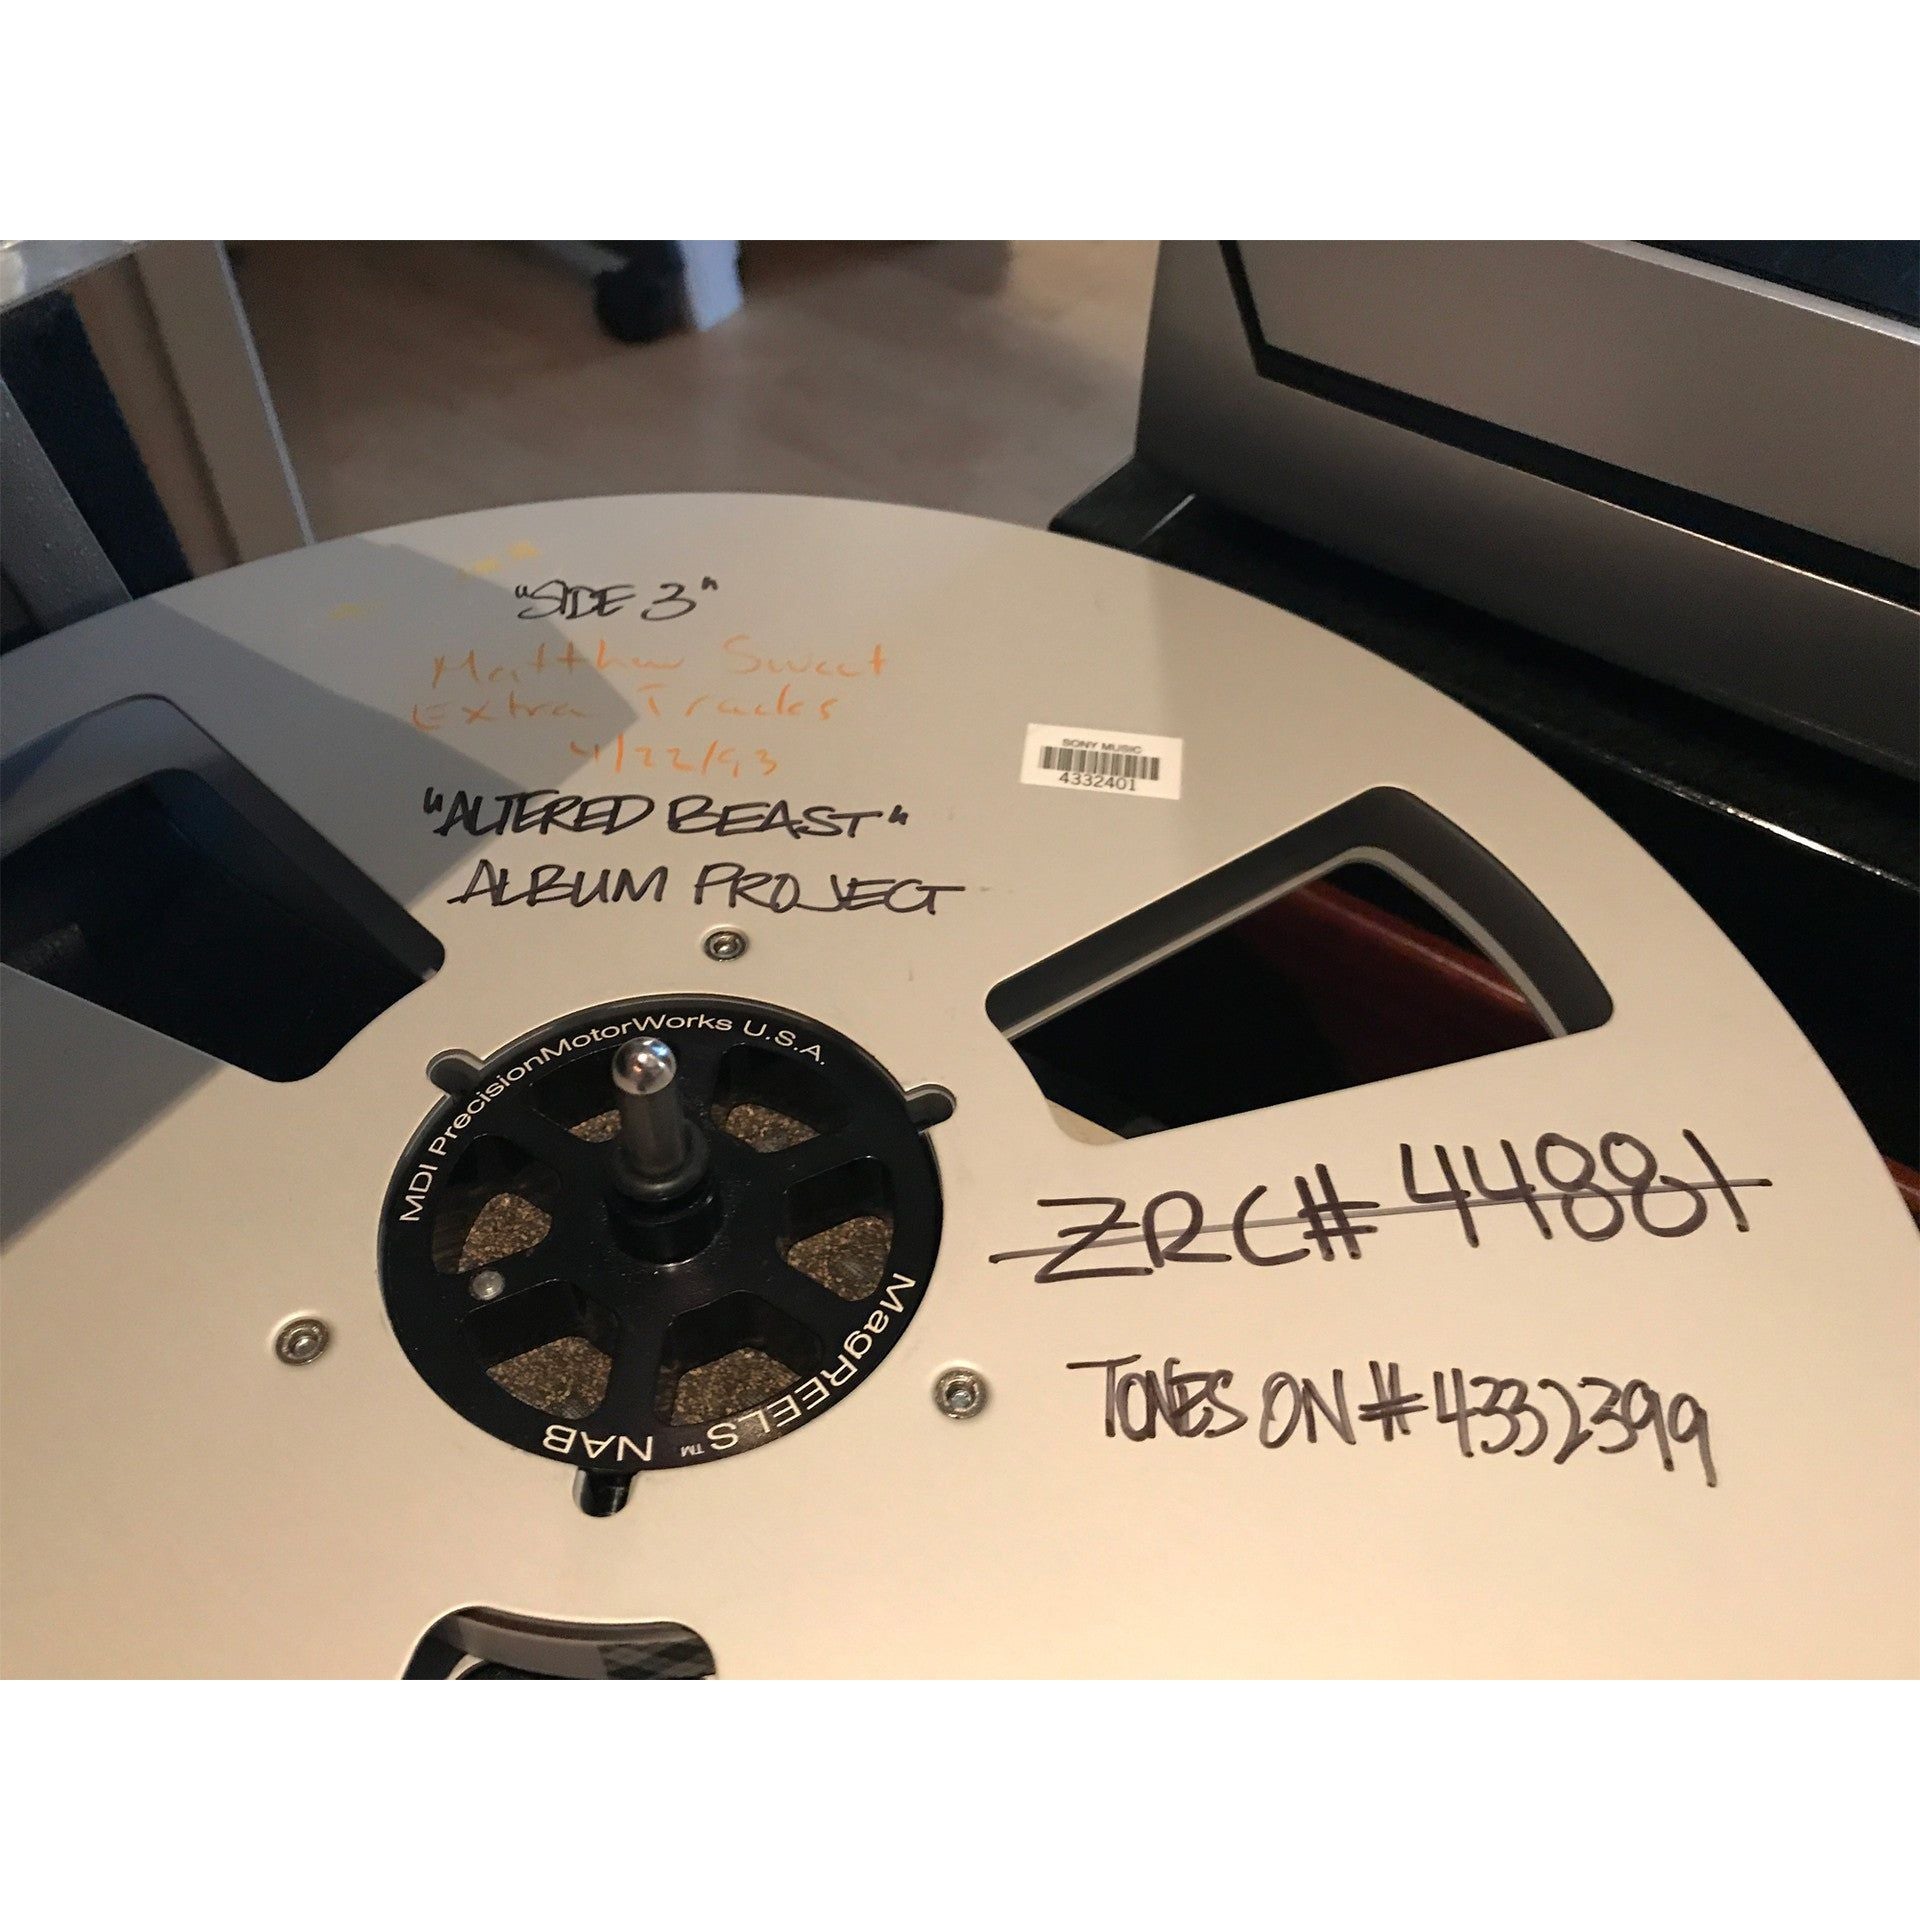 "SIDE 3"
Matthew Sweet
Extra Tracks
4/22/93
"ALTERED BEAST"
ALBUM PROJECT
SONY MUSIC
4332401
MDI PrecisionMotorWorks U.S.A.
MagREELS™ NAB
ZRC# 44881
TONES ON #4332399